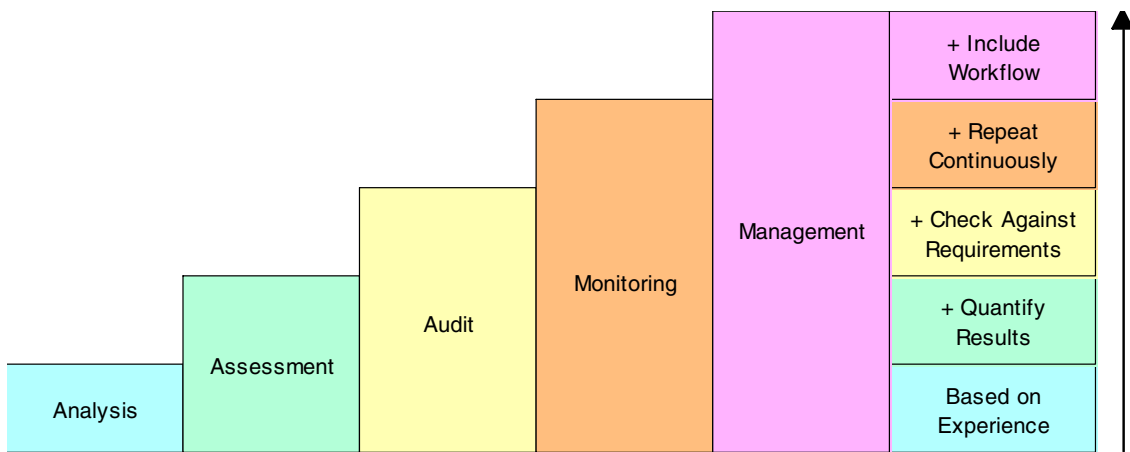 Analysis
Assessment
Audit
Monitoring
Management
+ Include
Workflow
+ Repeat
Continuously
+ Check Against
Requirements
+ Quantify
Results
Based on
Experience